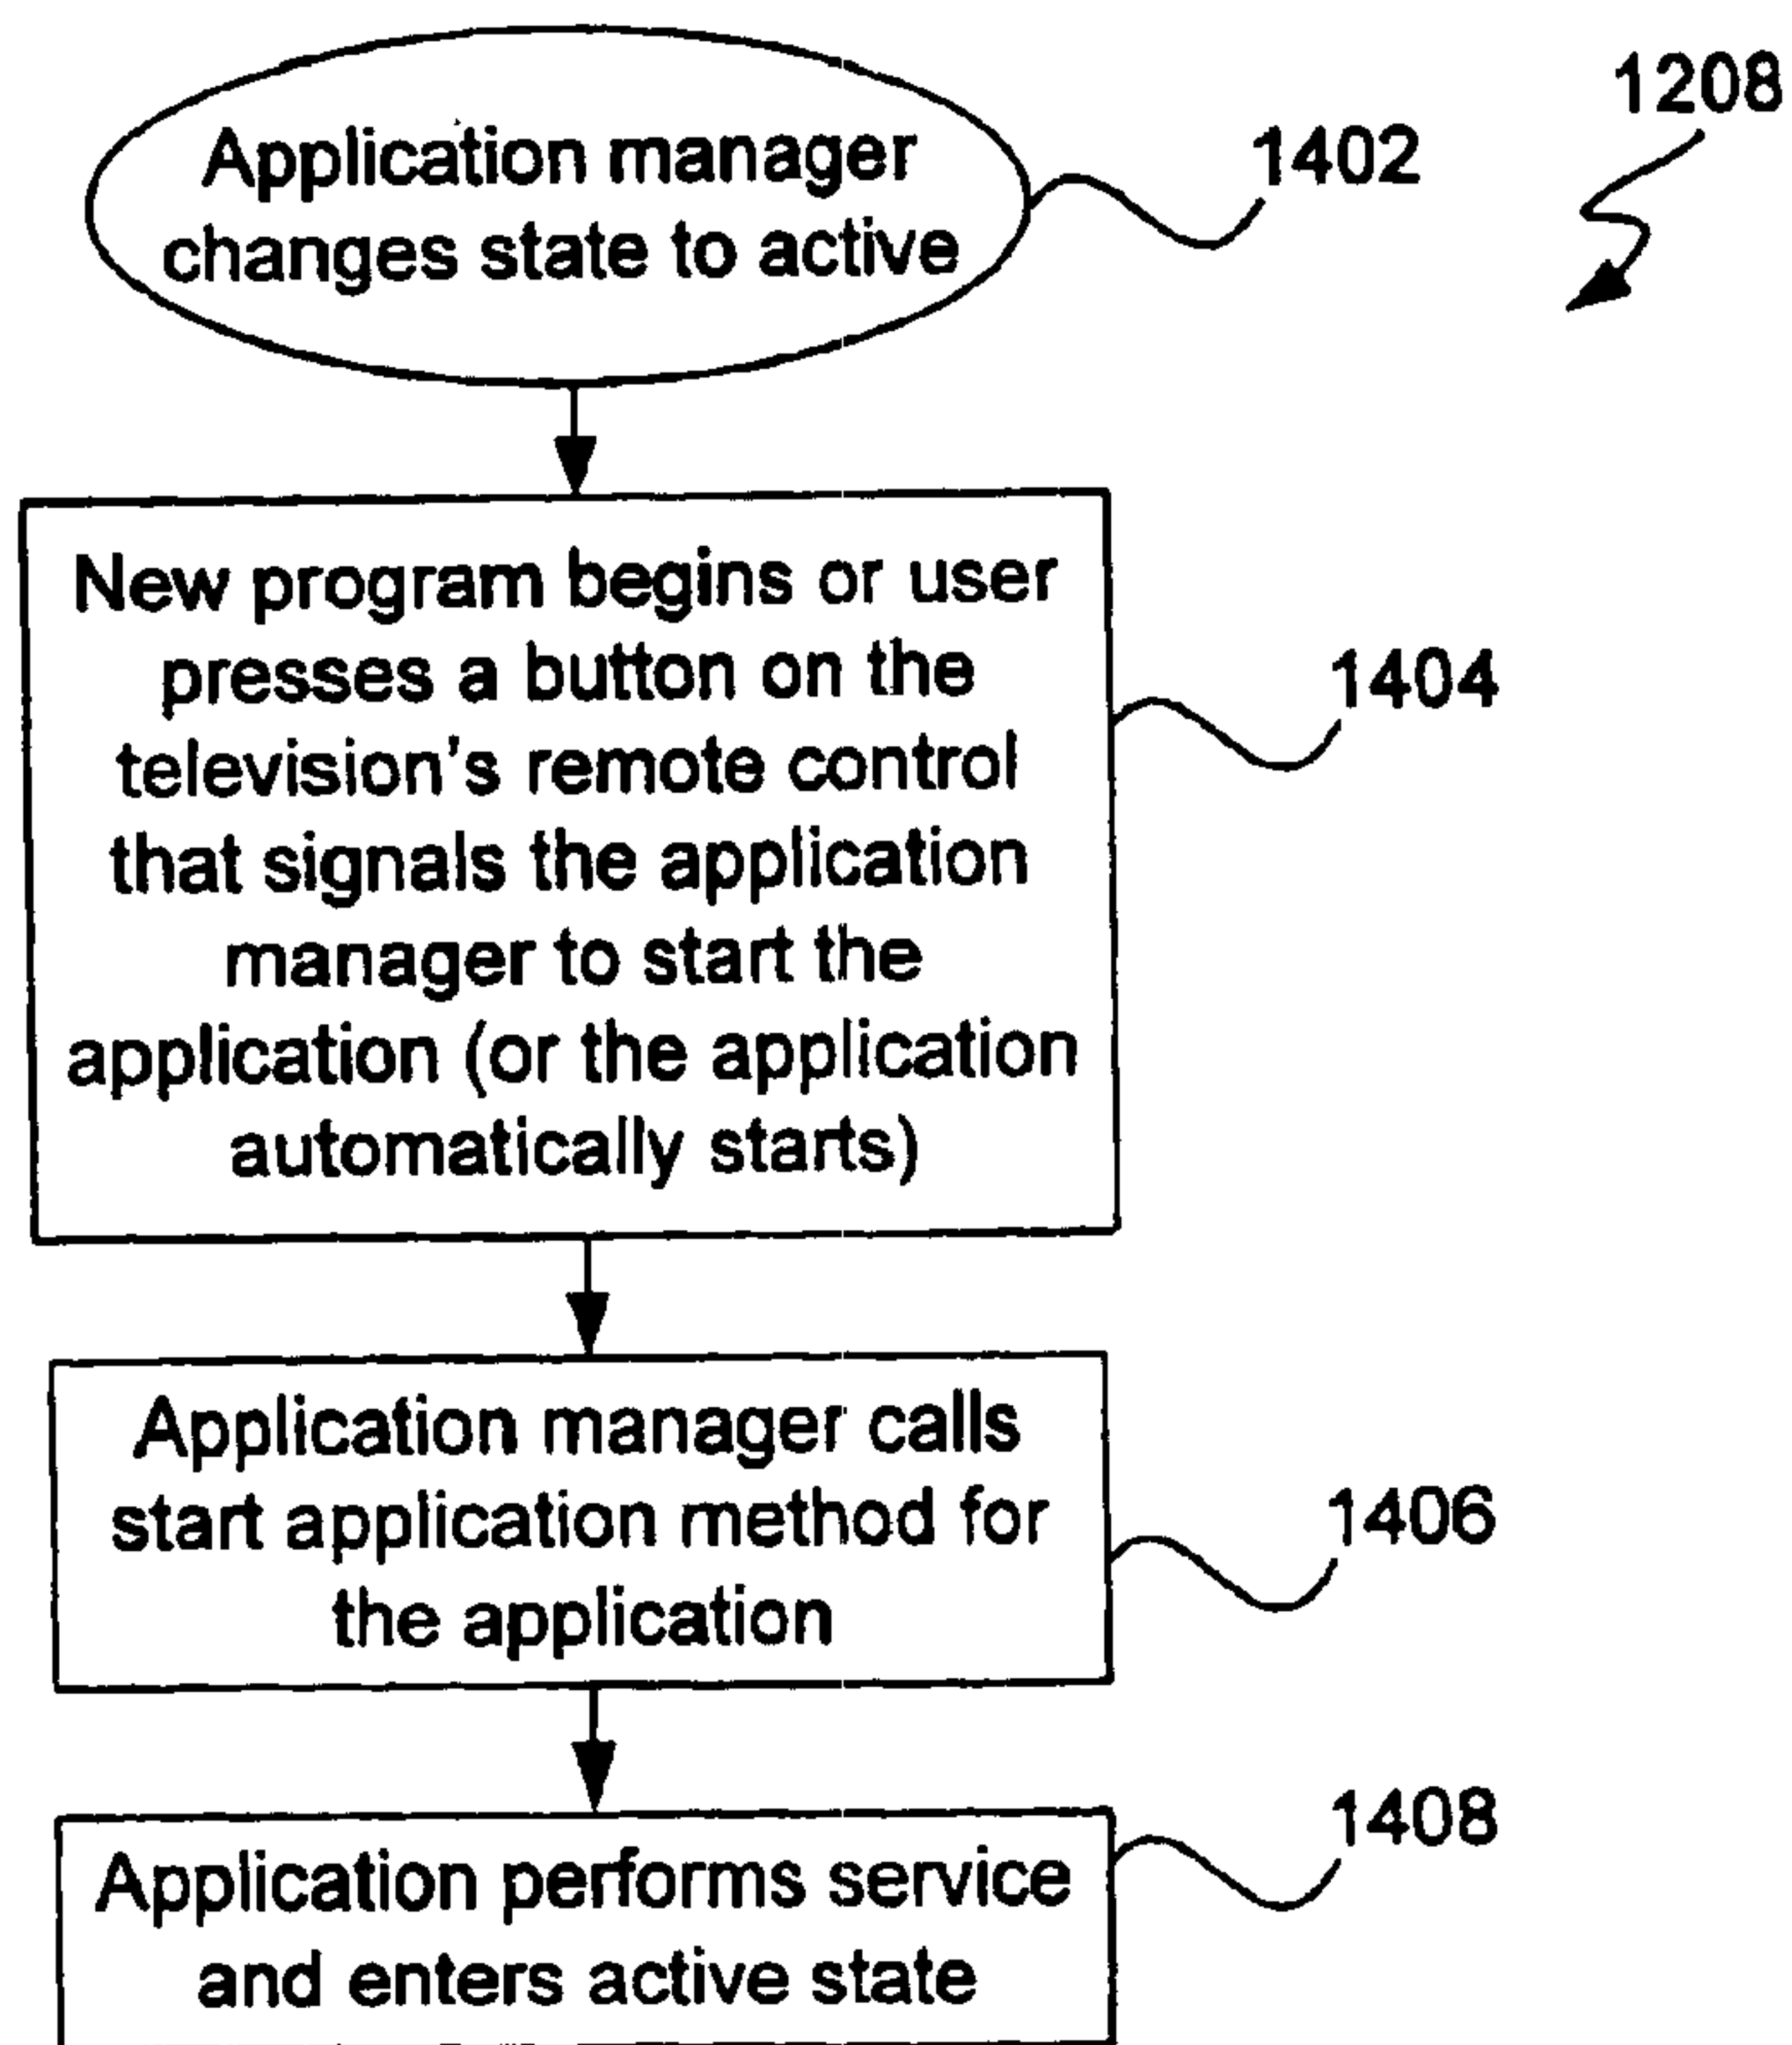 1208
Application manager
changes state to active
1402
New program begins or user
presses a button on the
television's remote control
that signals the application
manager to start the
application (or the application
automatically starts)
1404
Application manager calls
start application method for
the application
1406
Application performs service
and enters active state
1408